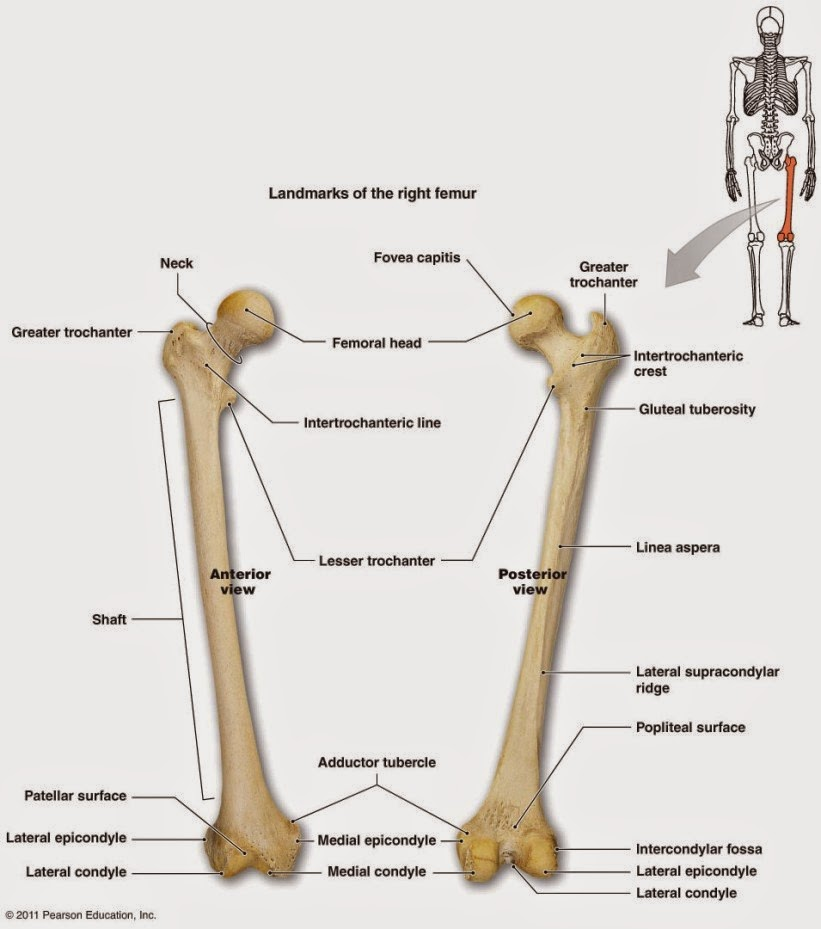 Landmarks of the right femur
Neck
Fovea capitis
Greater
trochanter
Greater trochanter
Femoral head
Intertrochanteric
crest
Intertrochanteric line
Gluteal tuberosity
Linea aspera
Lesser trochanter
Anterior
view
Posterior
view
Shaft
Lateral supracondylar
ridge
Popliteal surface
Adductor tubercle
Patellar surface
Lateral epicondyle
Medial epicondyle
Intercondylar fossa
Lateral condyle
Medial condyle
Lateral epicondyle
Lateral condyle
© 2011 Pearson Education, Inc.